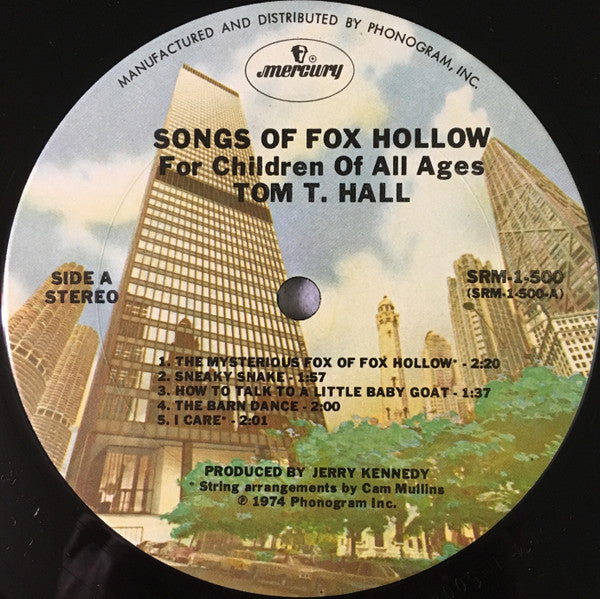 MANUFACTURED AND DISTRIBUTED BY PHONOGRAM, INC.
mercury
®
SONGS OF FOX HOLLOW
For Children Of All Ages
TOM T. HALL
SIDE A
STEREO
SRM-1-500
(SRM-1-500-A)
1. THE MYSTERIOUS FOX OF FOX HOLLOW* - 2:20
2. SNEAKY SNAKE - 1:57
3. HOW TO TALK TO A LITTLE BABY GOAT - 1:37
4. THE BARN DANCE - 2:00
5. I CARE* - 2:01
PRODUCED BY JERRY KENNEDY
* String arrangements by Cam Mullins
℗ 1974 Phonogram Inc.